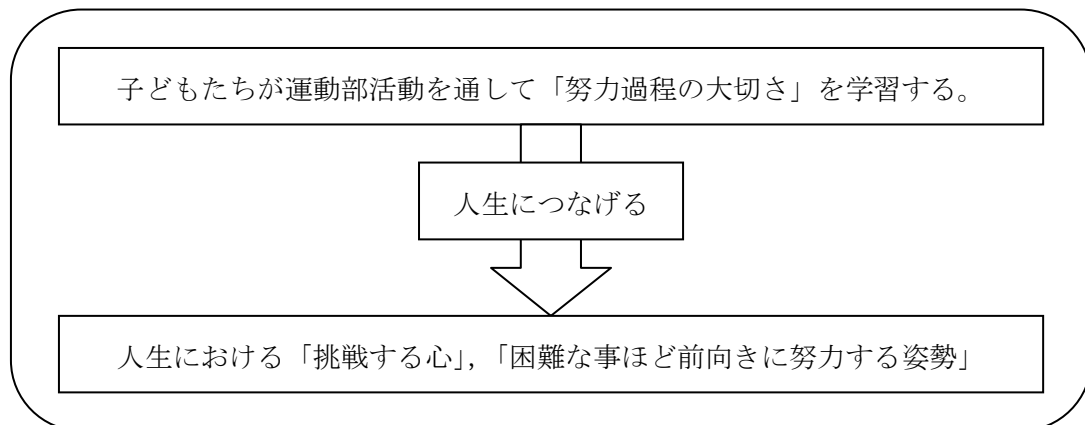 子どもたちが運動部活動を通して「努力過程の大切さ」を学習する。
人生につなげる
人生における「挑戦する心」，「困難な事ほど前向きに努力する姿勢」